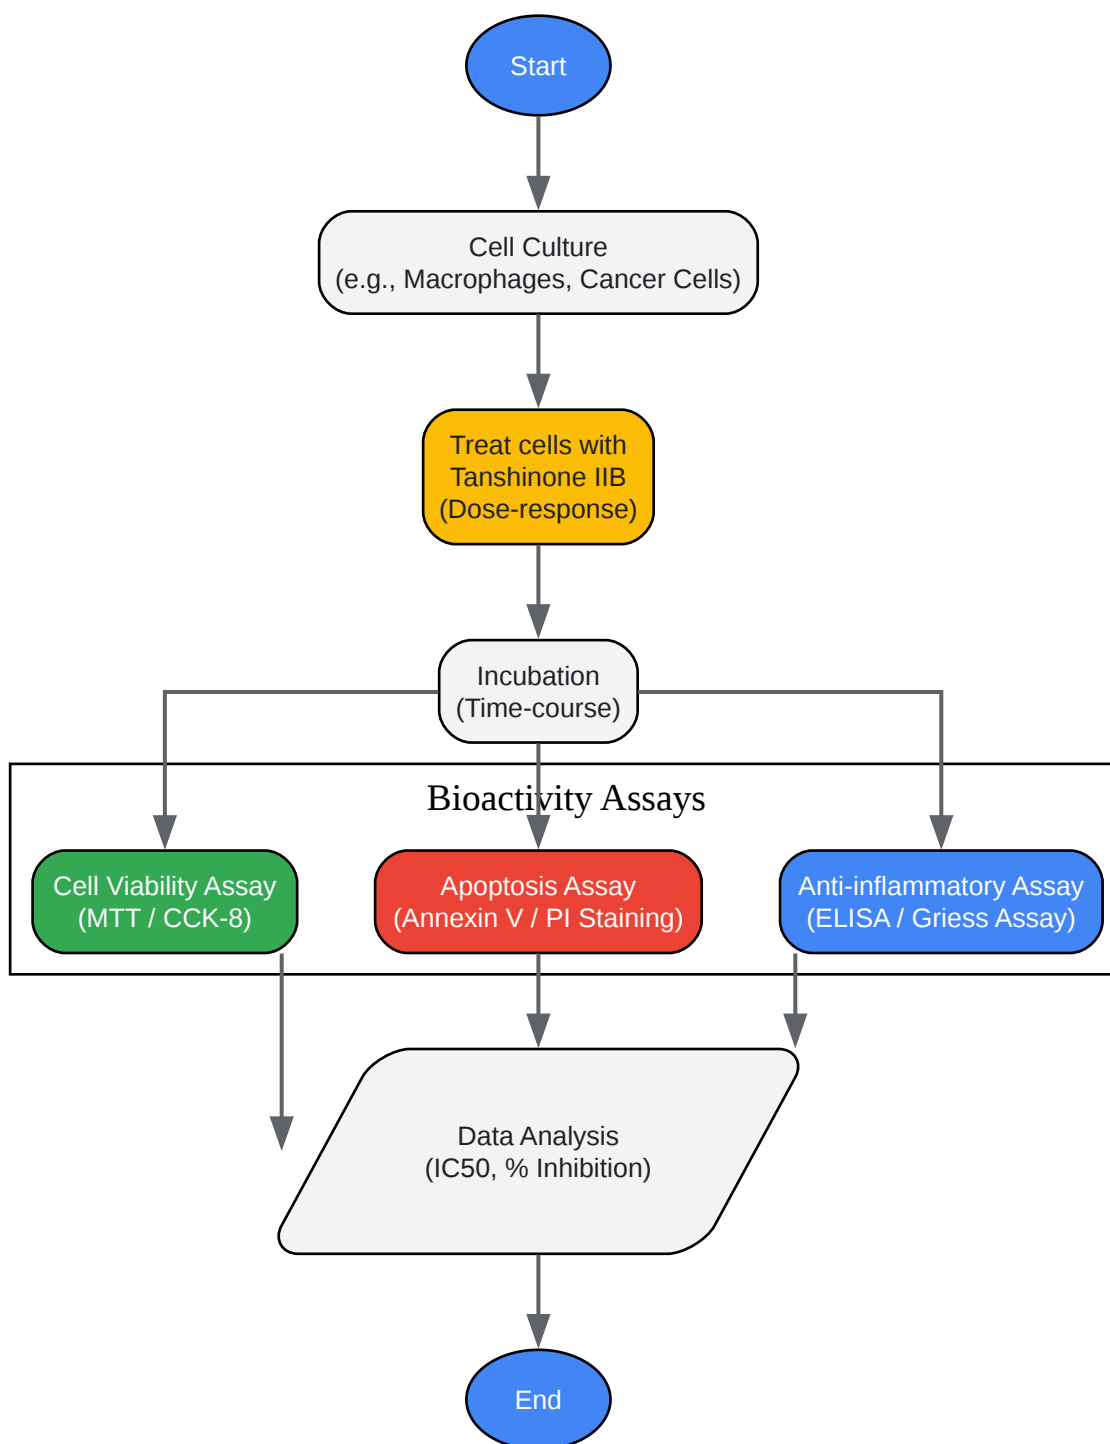 Start
Cell Culture
(e.g., Macrophages, Cancer Cells)
Treat cells with
Tanshinone IIB
(Dose-response)
Incubation
(Time-course)
Bioactivity Assays
Cell Viability Assay
(MTT / CCK-8)
Apoptosis Assay
(Annexin V / PI Staining)
Anti-inflammatory Assay
(ELISA / Griess Assay)
Data Analysis
(IC50, % Inhibition)
End